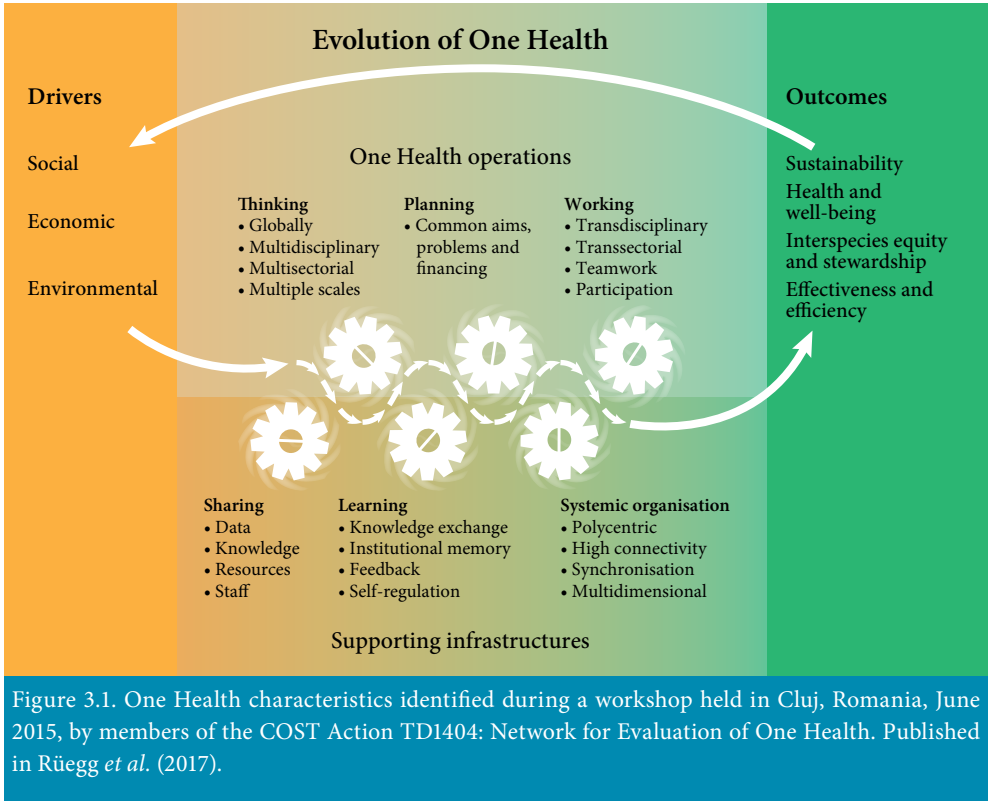 Evolution of One Health
Drivers
Social
Economic
Environmental
One Health operations
Thinking
• Globally
• Multidisciplinary
• Multisectorial
• Multiple scales
Planning
• Common aims,
problems and
financing
Working
• Transdisciplinary
• Transsectorial
• Teamwork
• Participation
Outcomes
Sustainability
Health and
well-being
Interspecies equity
and stewardship
Effectiveness and
efficiency
Sharing
• Data
• Knowledge
• Resources
• Staff
Learning
• Knowledge exchange
• Institutional memory
• Feedback
• Self-regulation
Systemic organisation
• Polycentric
• High connectivity
• Synchronisation
• Multidimensional
Supporting infrastructures
Figure 3.1. One Health characteristics identified during a workshop held in Cluj, Romania, June
2015, by members of the COST Action TD1404: Network for Evaluation of One Health. Published
in Rüegg et al. (2017).